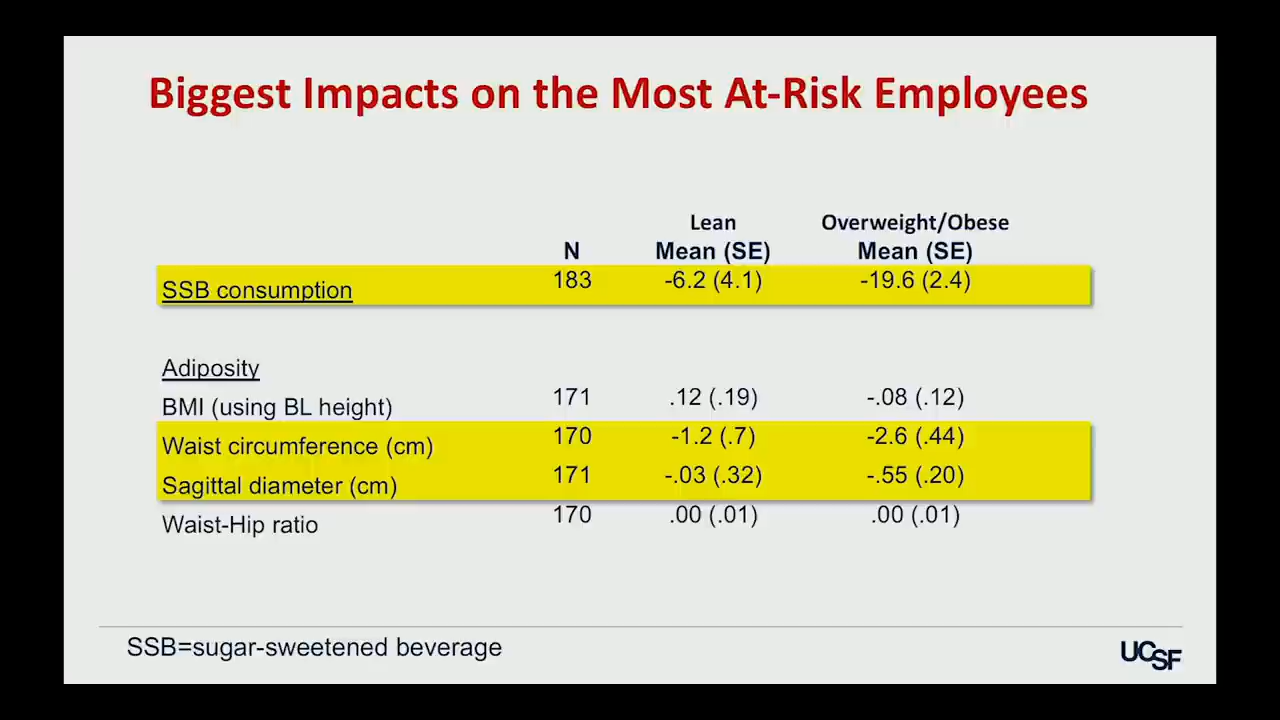 Biggest Impacts on the Most At-Risk Employees
Lean Overweight/Obese
N Mean (SE) Mean (SE)
SSB consumption 183 -6.2 (4.1) -19.6 (2.4)
Adiposity
BMI (using BL height) 171 .12 (.19) -.08 (.12)
Waist circumference (cm) 170 -1.2 (.7) -2.6 (.44)
Sagittal diameter (cm) 171 -.03 (.32) -.55 (.20)
Waist-Hip ratio 170 .00 (.01) .00 (.01)
SSB=sugar-sweetened beverage
UCSF